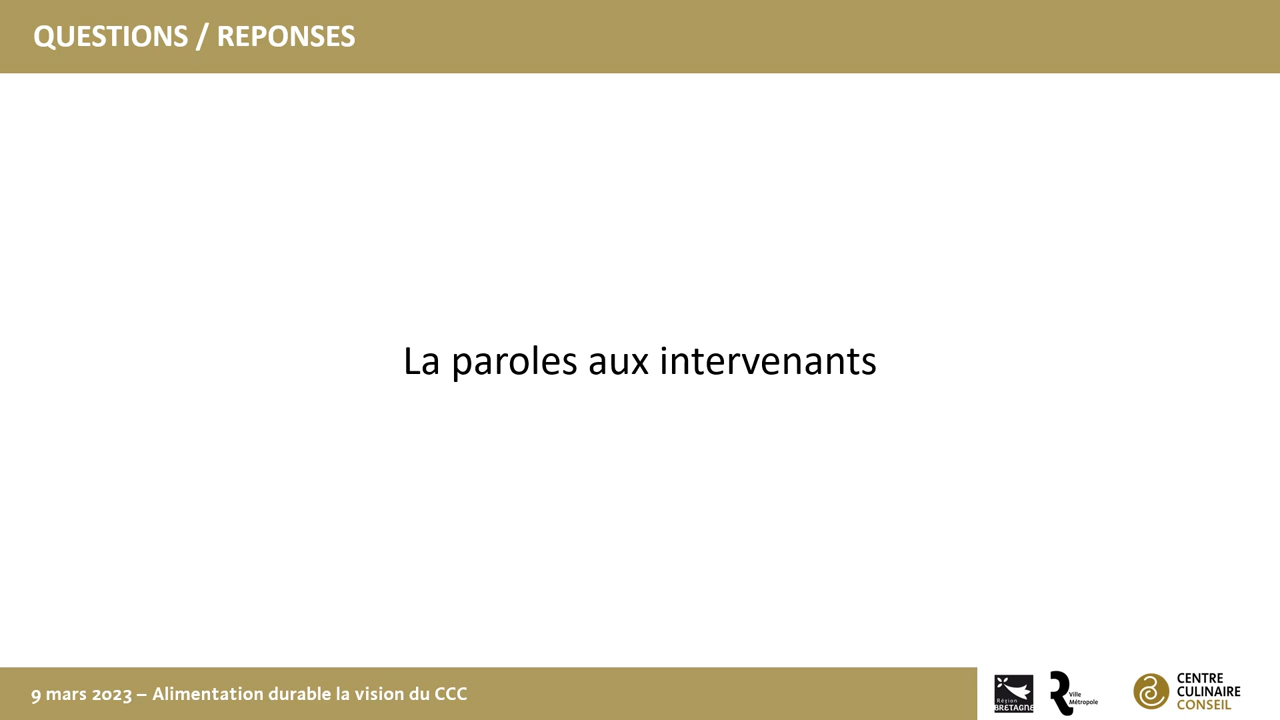 QUESTIONS / REPONSES
La paroles aux intervenants
9 mars 2023 – Alimentation durable la vision du CCC
Région
BRETAGNE
R
Ville
Métropole
CENTRE
CULINAIRE
CONSEIL